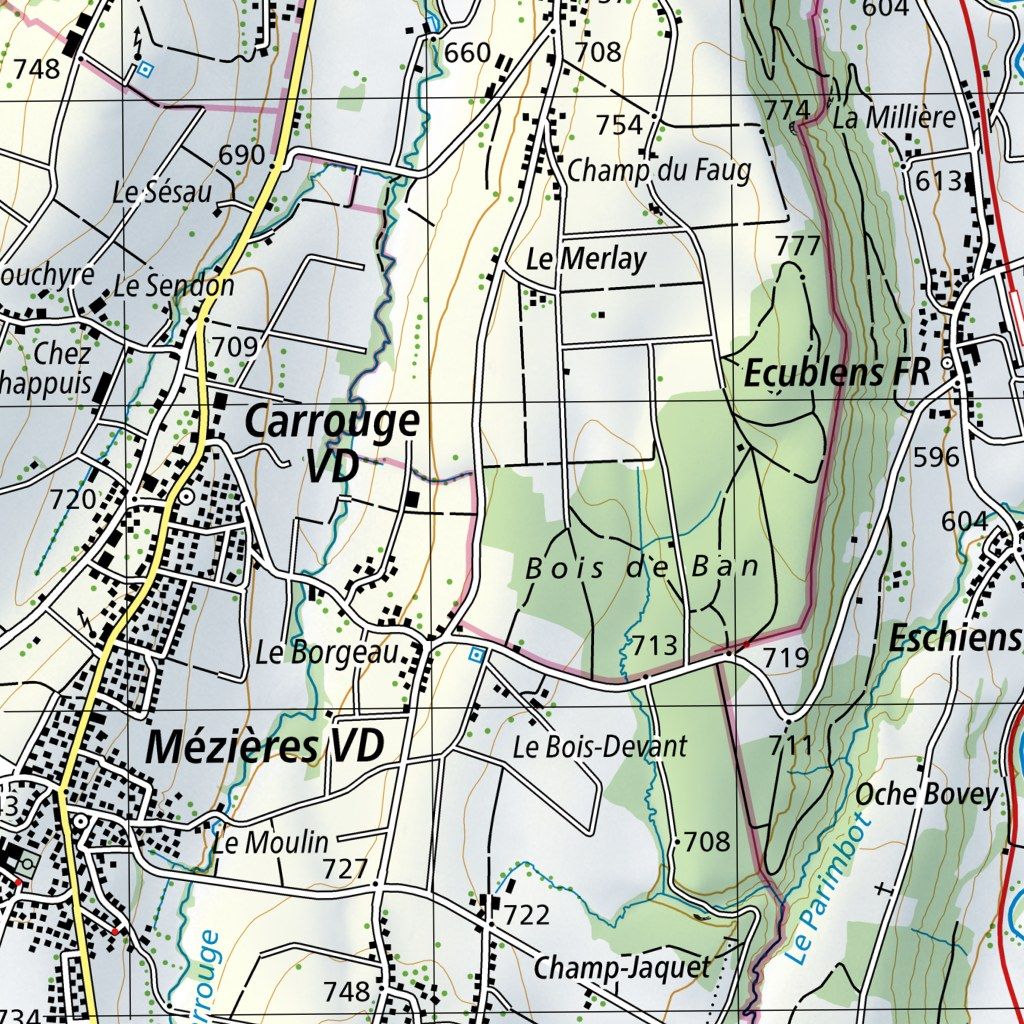 604
660
708
748
774
La Millière
754
690
Champ du Faug
613
Le Sésau
777
Le Merlay
ouchyre
Le Sendon
709
Chez
happuis
Ecublens FR
Carrouge
VD
596
720
604
Bois de Ban
Eschiens
Le Borgeau
713
719
Mézières VD
Le Bois-Devant
711
Oche Bovey
43
Le Moulin
708
727
Le Parimbot
722
Champ-Jaquet
rrouge
748
734